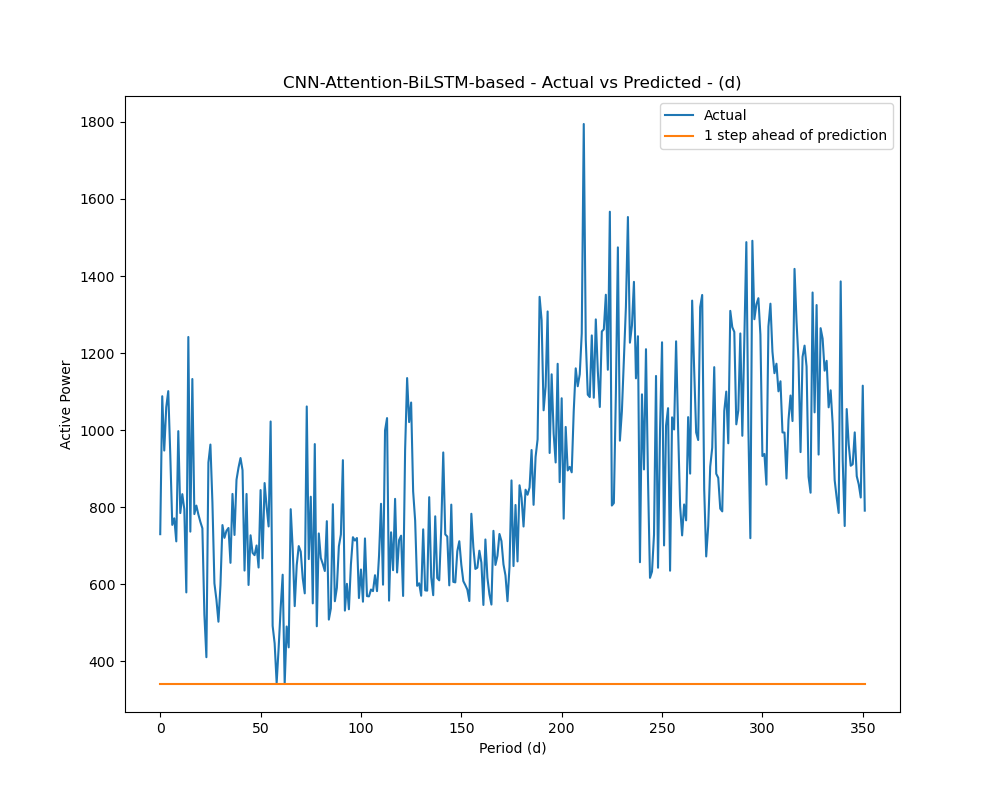 CNN-Attention-BiLSTM-based - Actual vs Predicted - (d)
Actual
1 step ahead of prediction
1800
1600
1400
1200
1000
800
600
400
Active Power
0 50 100 150 200 250 300 350
Period (d)